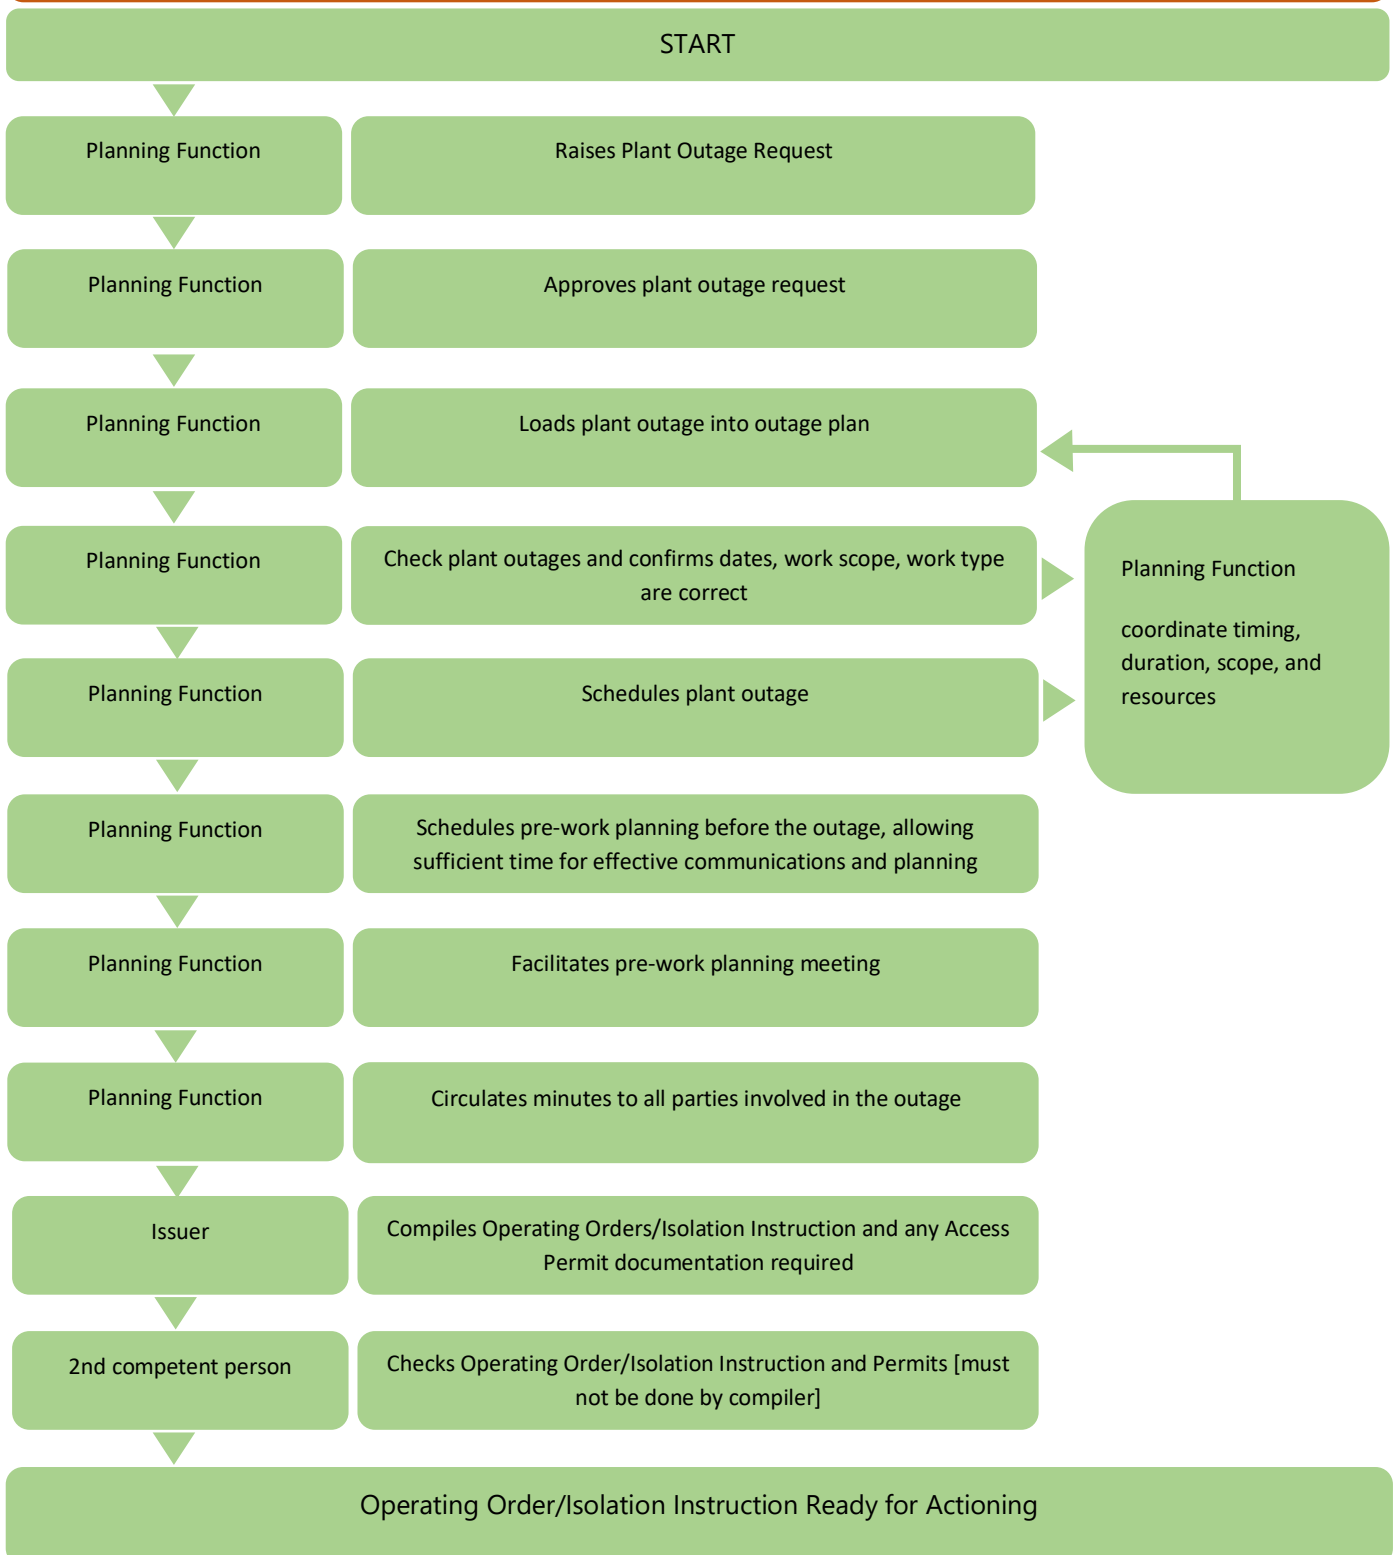 START
Planning Function
Raises Plant Outage Request
Planning Function
Approves plant outage request
Planning Function
Loads plant outage into outage plan
Planning Function
Check plant outages and confirms dates, work scope, work type
are correct
Planning Function
coordinate timing,
duration, scope, and
resources
Planning Function
Schedules plant outage
Planning Function
Schedules pre-work planning before the outage, allowing
sufficient time for effective communications and planning
Planning Function
Facilitates pre-work planning meeting
Planning Function
Circulates minutes to all parties involved in the outage
Issuer
Compiles Operating Orders/Isolation Instruction and any Access
Permit documentation required
2nd competent person
Checks Operating Order/Isolation Instruction and Permits [must
not be done by compiler]
Operating Order/Isolation Instruction Ready for Actioning